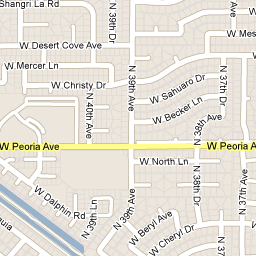 Shangri La Rd
N 39th Dr
W Desert Cove Ave
W Mercer Ln
W Christy Dr
N 39th Ave
W Sahuaro Dr
N 37th Dr
N 40th Ave
W Becker Ln
N 38th Ave
W Peoria Ave
W Peoria A
W North Ln
W Dalphin Rd
N 39th Ln
N 39th Ave
W Beryl Ave
W Cheryl Dr
N 38th Dr
N 37th Ave